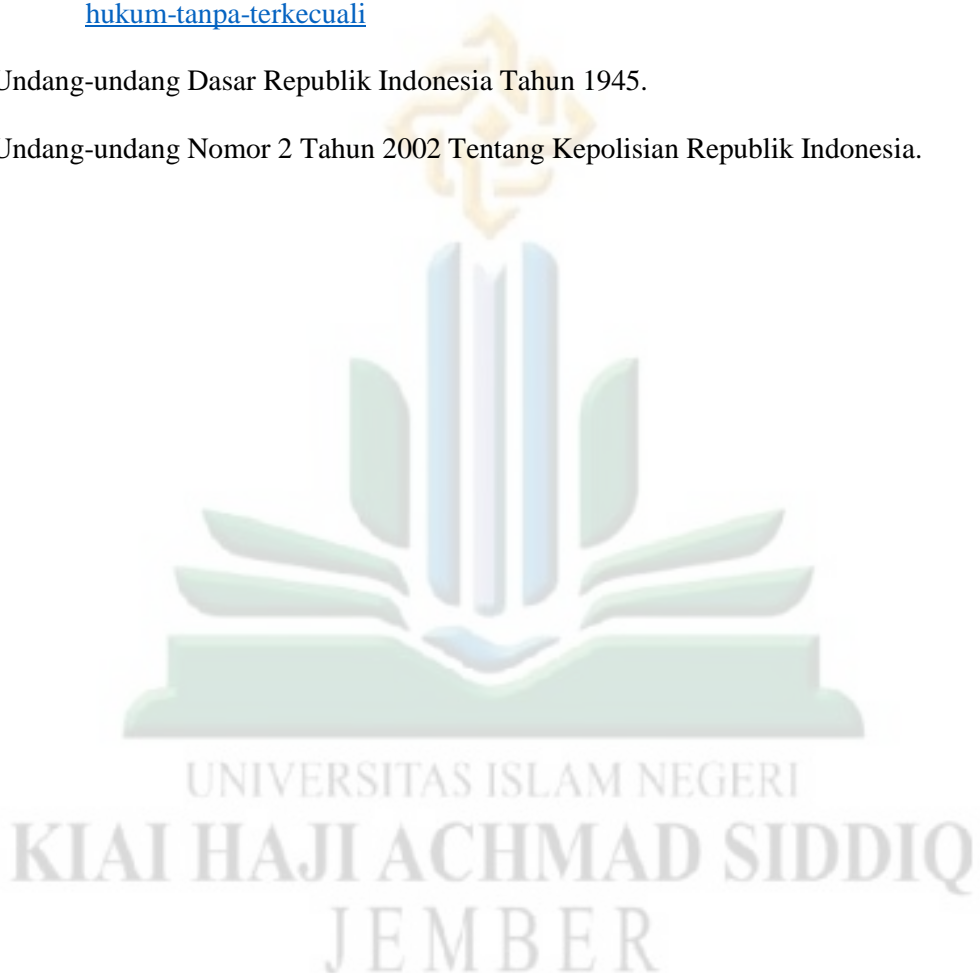 hukum-tanpa-terkecuali
Undang-undang Dasar Republik Indonesia Tahun 1945.
Undang-undang Nomor 2 Tahun 2002 Tentang Kepolisian Republik Indonesia.
UNIVERSITAS ISLAM NEGERI
KIAI HAJI ACHMAD SIDDIQ
JEMBER